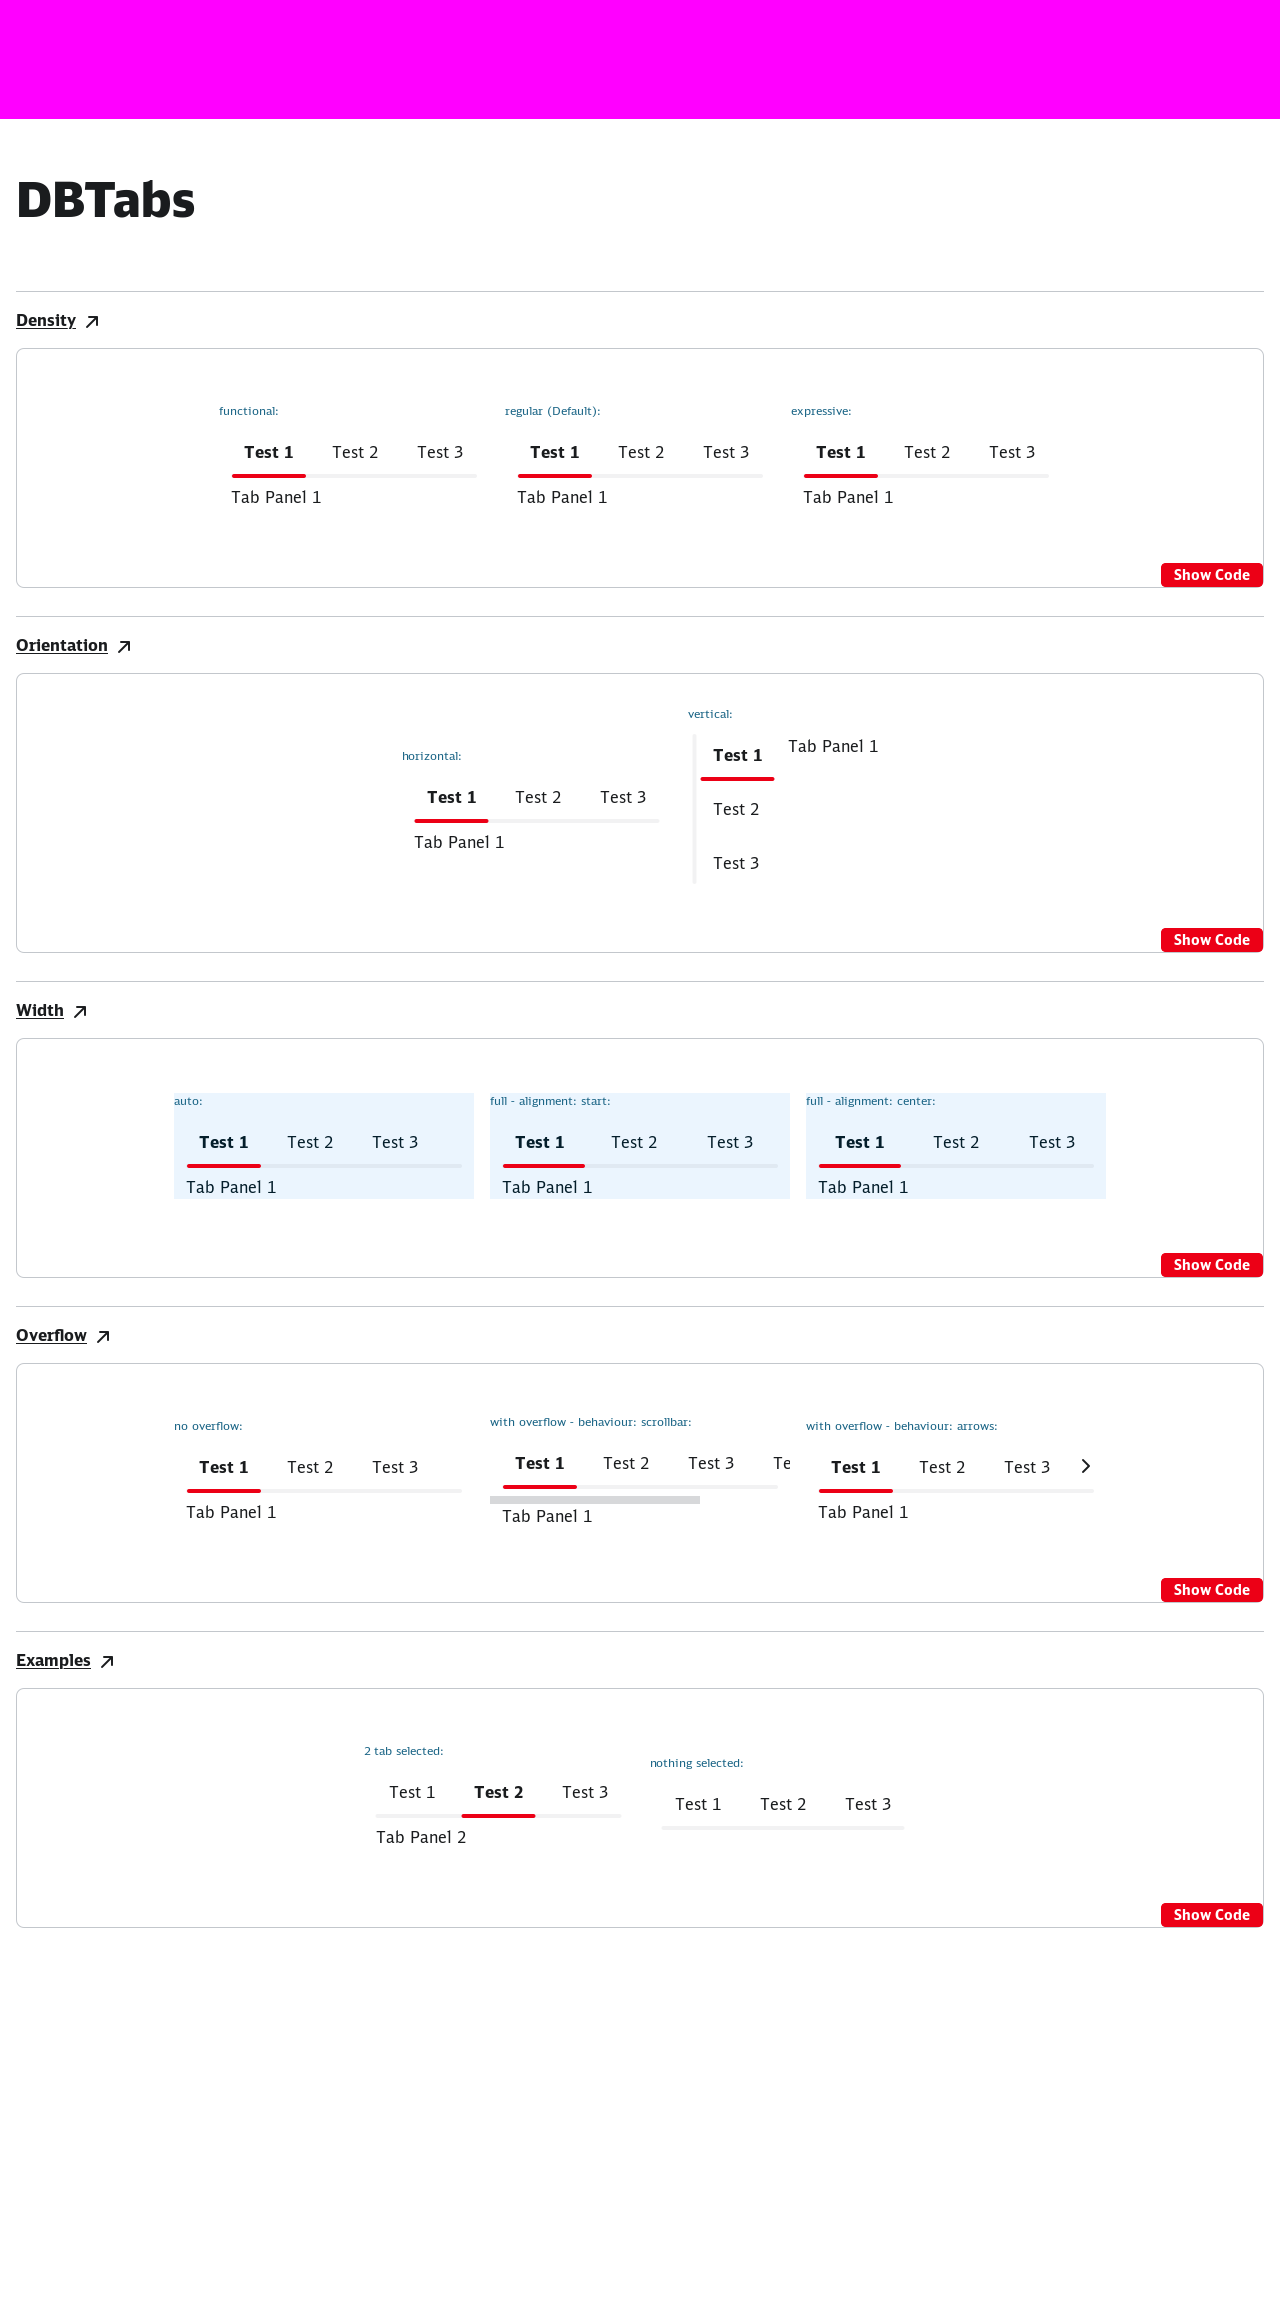 DBTabs
Density
functional: regular (Default): expressive:
Test 1 Test 2 Test 3 Test 1 Test 2 Test 3 Test 1 Test 2 Test 3
Tab Panel 1 Tab Panel 1 Tab Panel 1
Show Code
Orientation
vertical:
Test 1 Tab Panel 1
horizontal:
Test 1 Test 2 Test 3
Test 2
Tab Panel 1
Test 3
Show Code
Width
auto: full - alignment: start: full - alignment: center:
Test 1 Test 2 Test 3 Test 1 Test 2 Test 3 Test 1 Test 2 Test 3
Tab Panel 1 Tab Panel 1 Tab Panel 1
Show Code
Overflow
no overflow: with overflow - behaviour: scrollbar: with overflow - behaviour: arrows:
Test 1 Test 2 Test 3 Test 1 Test 2 Test 3 Te Test 1 Test 2 Test 3
Tab Panel 1 Tab Panel 1 Tab Panel 1
Show Code
Examples
2 tab selected: nothing selected:
Test 1 Test 2 Test 3 Test 1 Test 2 Test 3
Tab Panel 2
Show Code